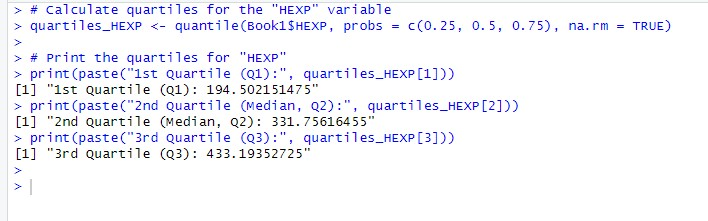 > # Calculate quartiles for the "HEXP" variable
> quartiles_HEXP <- quantile(Book1$HEXP, probs = c(0.25, 0.5, 0.75), na.rm = TRUE)
>
> # Print the quartiles for "HEXP"
> print(paste("1st Quartile (Q1):", quartiles_HEXP[1]))
[1] "1st Quartile (Q1): 194.502151475"
> print(paste("2nd Quartile (Median, Q2):", quartiles_HEXP[2]))
[1] "2nd Quartile (Median, Q2): 331.75616455"
> print(paste("3rd Quartile (Q3):", quartiles_HEXP[3]))
[1] "3rd Quartile (Q3): 433.19352725"
>
>